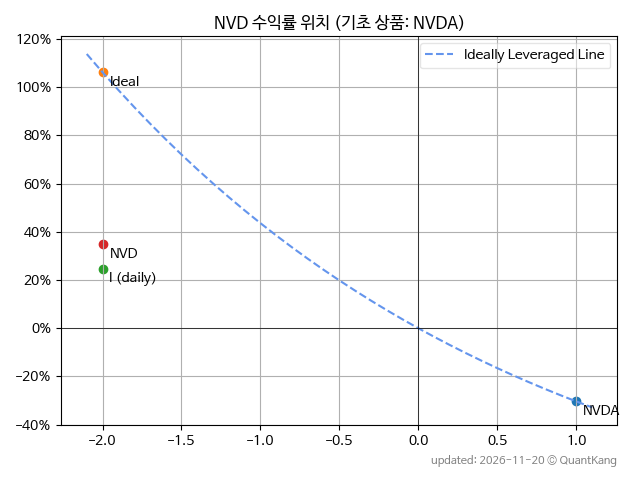 NVD 수익률 위치 (기초 상품: NVDA)
120%
100%
80%
60%
40%
20%
0%
−20%
−40%
Ideally Leveraged Line
Ideal
NVD
I (daily)
NVDA
−2.0 −1.5 −1.0 −0.5 0.0 0.5 1.0
updated: 2026-11-20 © QuantKang